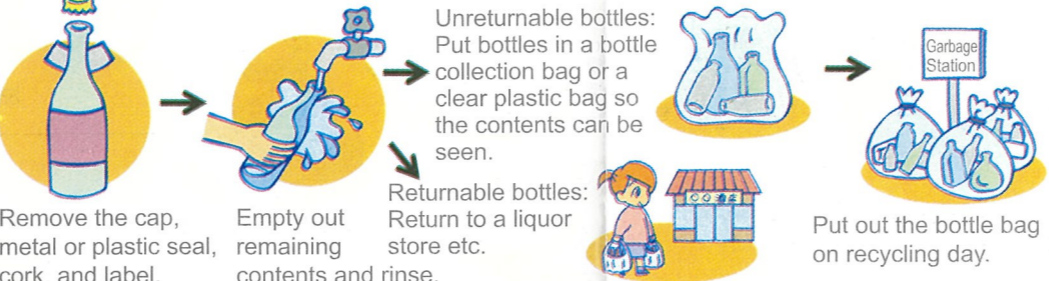 Remove the cap,
metal or plastic seal,
cork, and label.
Empty out
remaining
contents and rinse.
Unreturnable bottles:
Put bottles in a bottle
collection bag or a
clear plastic bag so
the contents can be
seen.
Returnable bottles:
Return to a liquor
store etc.
Garbage
Station
Put out the bottle bag
on recycling day.